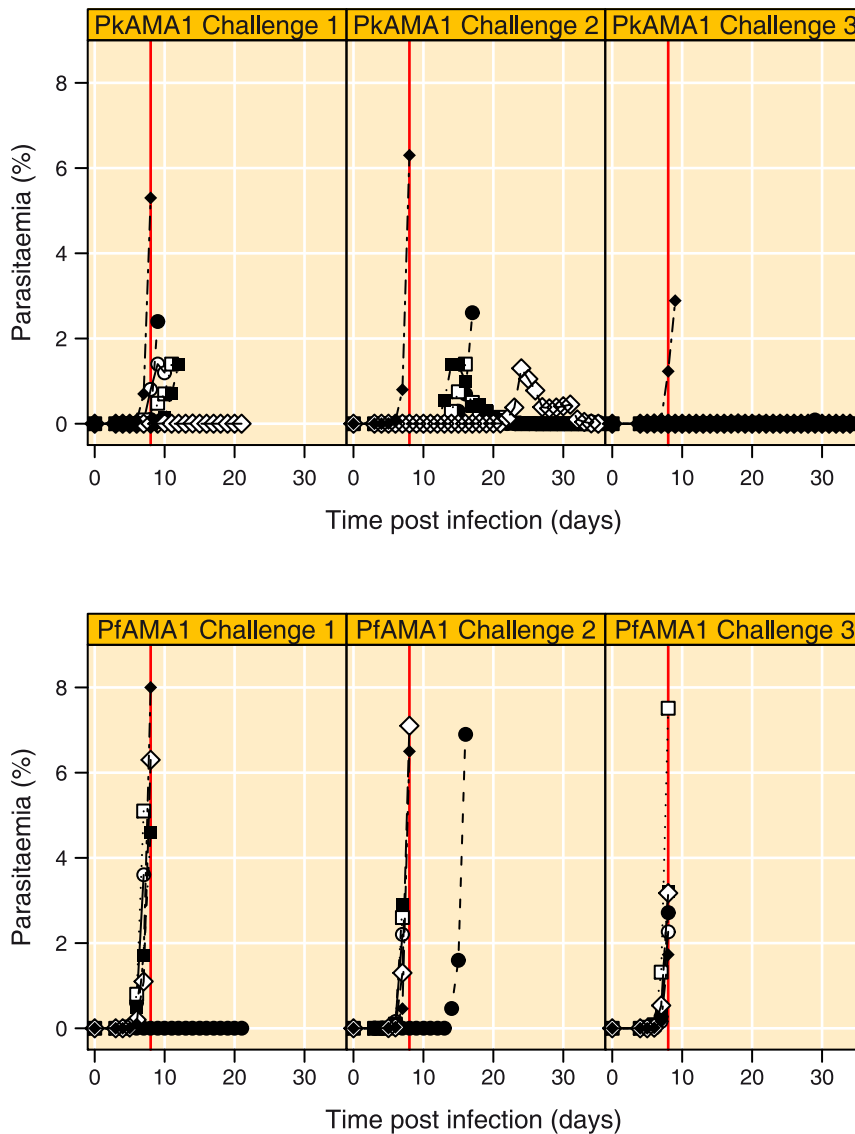 PkAMA1 Challenge 1 PkAMA1 Challenge 2 PkAMA1 Challenge 3
8
6
4
2
0
Parasitaemia (%)
0 10 20 30 0 10 20 30 0 10 20 30
Time post infection (days)
PfAMA1 Challenge 1 PfAMA1 Challenge 2 PfAMA1 Challenge 3
8
6
4
2
0
Parasitaemia (%)
0 10 20 30 0 10 20 30 0 10 20 30
Time post infection (days)